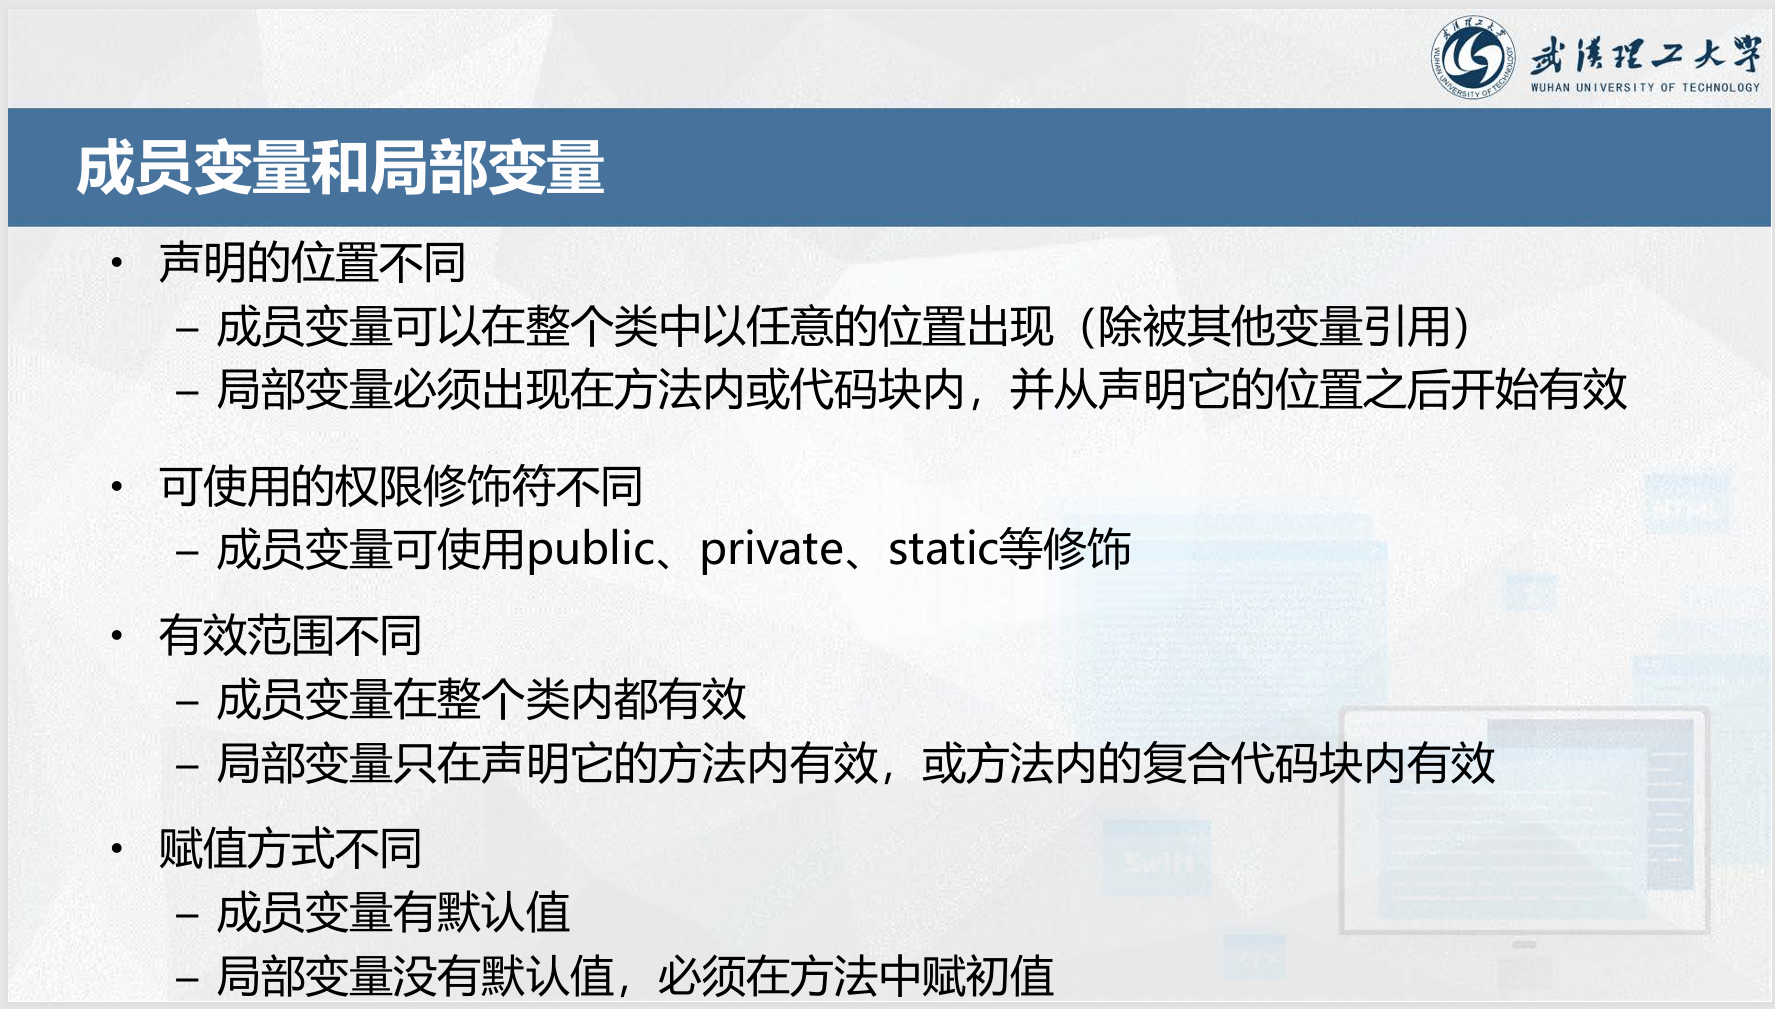 武汉理工大学
WUHAN UNIVERSITY OF TECHNOLOGY
成员变量和局部变量
• 声明的位置不同
– 成员变量可以在整个类中以任意的位置出现（除被其他变量引用）
– 局部变量必须出现在方法内或代码块内，并从声明它的位置之后开始有效
• 可使用的权限修饰符不同
– 成员变量可使用public、private、static等修饰
• 有效范围不同
– 成员变量在整个类内都有效
– 局部变量只在声明它的方法内有效，或方法内的复合代码块内有效
Swift
• 赋值方式不同
– 成员变量有默认值
– 局部变量没有默认值，必须在方法中赋初值